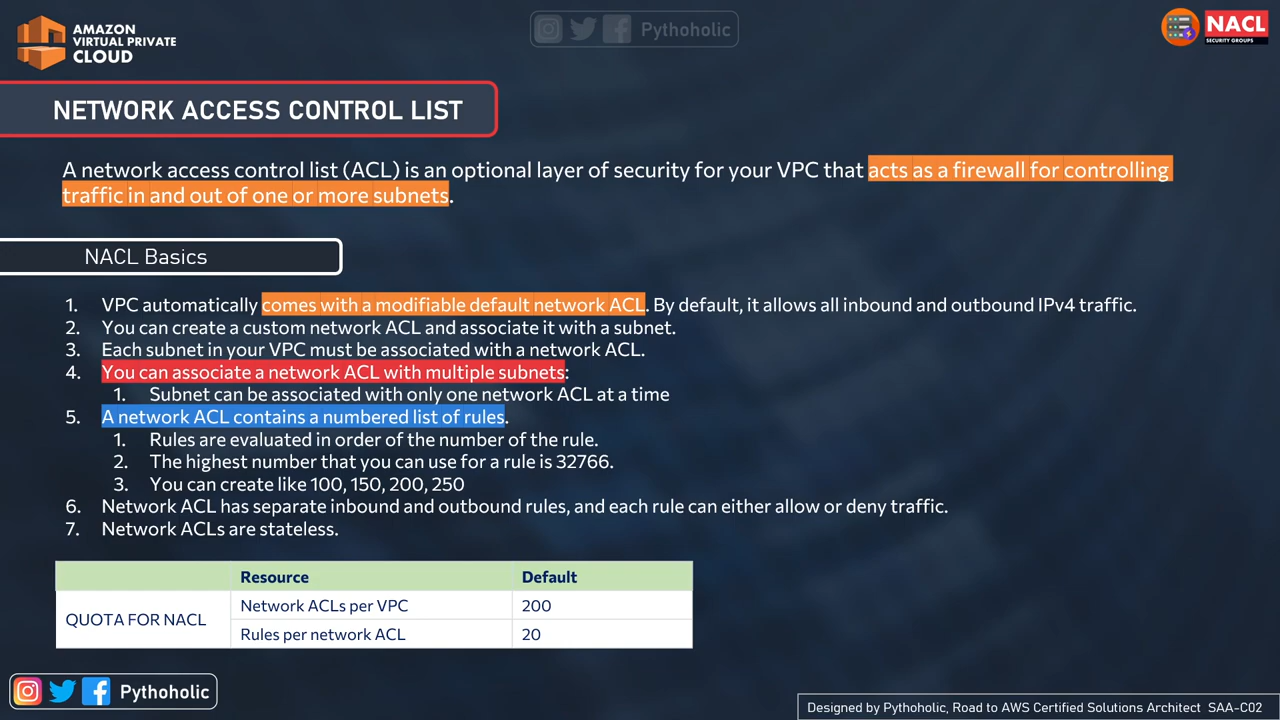 AMAZON
VIRTUAL PRIVATE
CLOUD
Pythoholic
NACL
SECURITY GROUPS
NETWORK ACCESS CONTROL LIST
A network access control list (ACL) is an optional layer of security for your VPC that acts as a firewall for controlling
traffic in and out of one or more subnets.
NACL Basics
1. VPC automatically comes with a modifiable default network ACL. By default, it allows all inbound and outbound IPv4 traffic.
2. You can create a custom network ACL and associate it with a subnet.
3. Each subnet in your VPC must be associated with a network ACL.
4. You can associate a network ACL with multiple subnets:
1. Subnet can be associated with only one network ACL at a time
5. A network ACL contains a numbered list of rules.
1. Rules are evaluated in order of the number of the rule.
2. The highest number that you can use for a rule is 32766.
3. You can create like 100, 150, 200, 250
6. Network ACL has separate inbound and outbound rules, and each rule can either allow or deny traffic.
7. Network ACLs are stateless.
Resource Default
QUOTA FOR NACL
Network ACLs per VPC 200
Rules per network ACL 20
Pythoholic
Designed by Pythoholic, Road to AWS Certified Solutions Architect SAA-C02